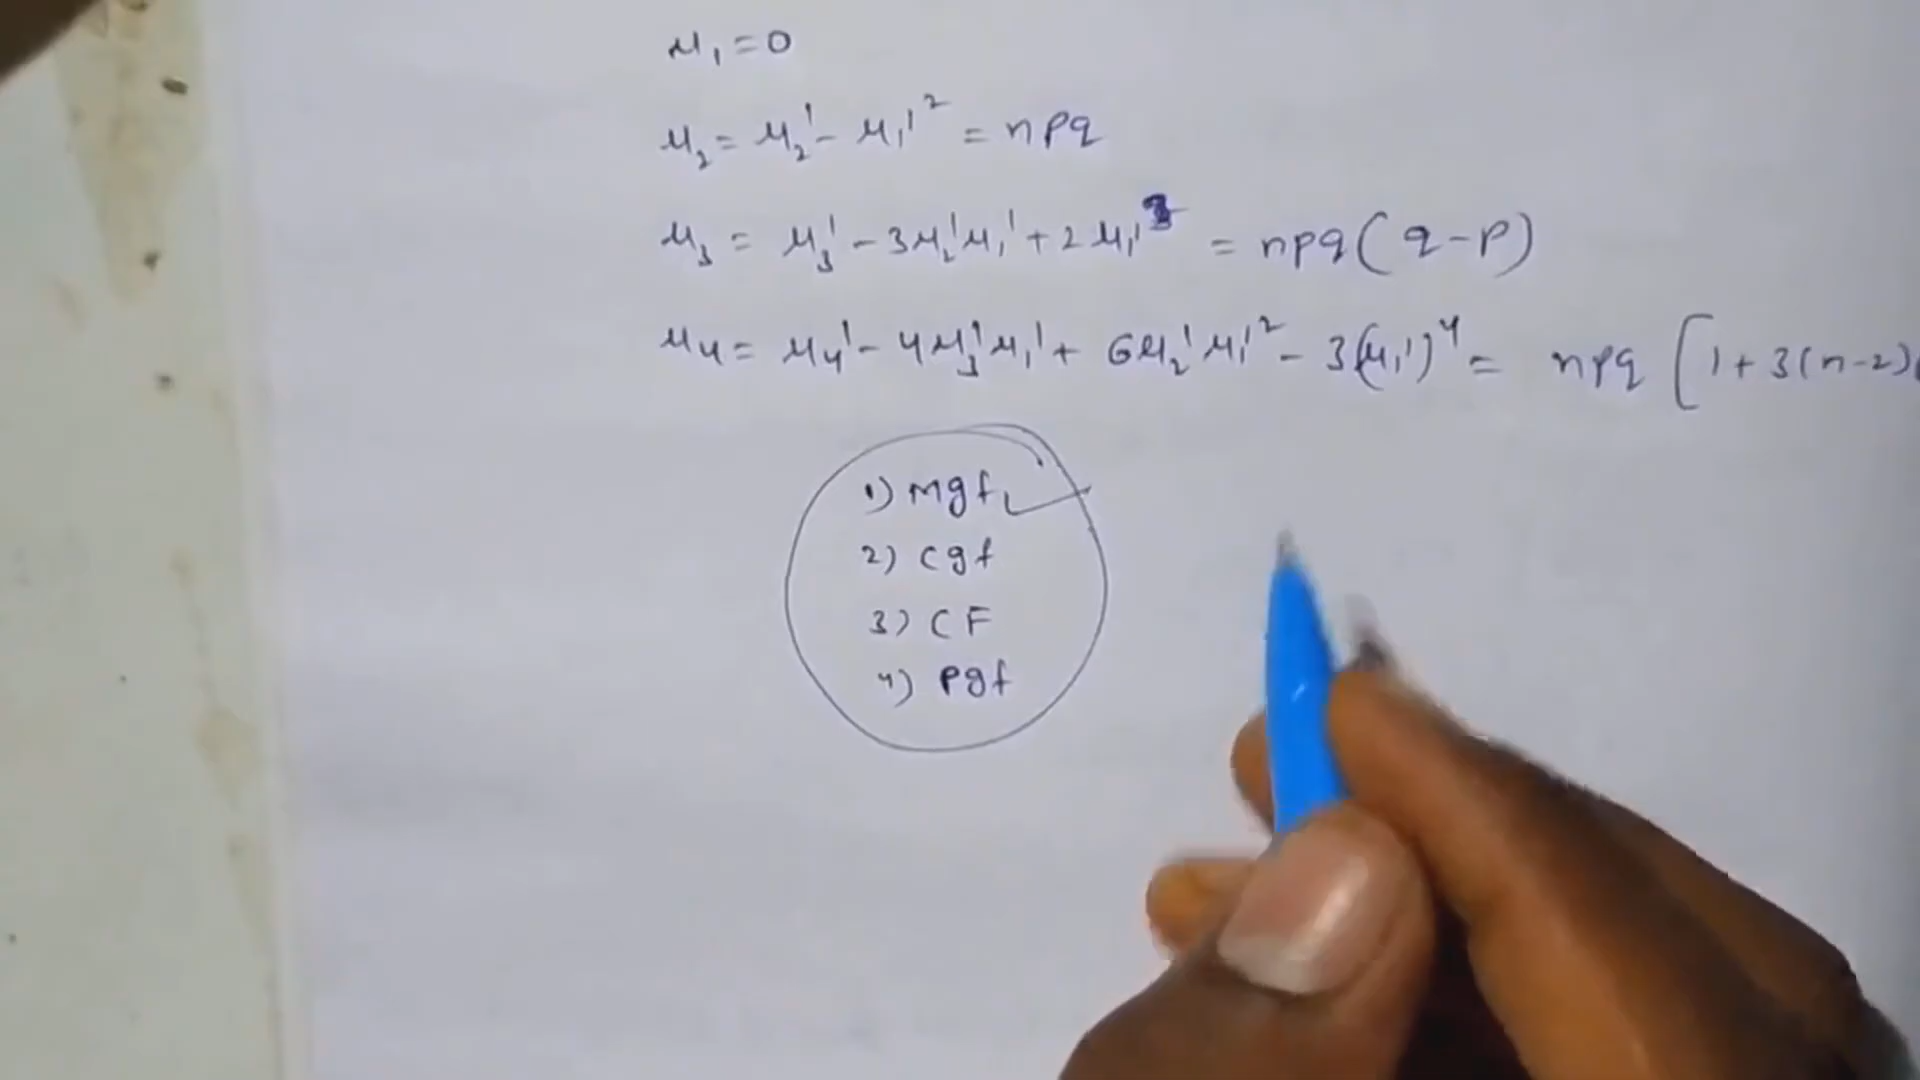 μ₁ = 0
μ₂ = μ₂' - μ₁'² = npq
μ₃ = μ₃' - 3μ₂'μ₁' + 2μ₁'³ = npq(q-p)
μ₄ = μ₄' - 4μ₃'μ₁' + 6μ₂'μ₁'² - 3(μ₁')⁴ = npq [1+3(n-2)
1) Mgf
2) Cgf
3) CF
4) Pgf